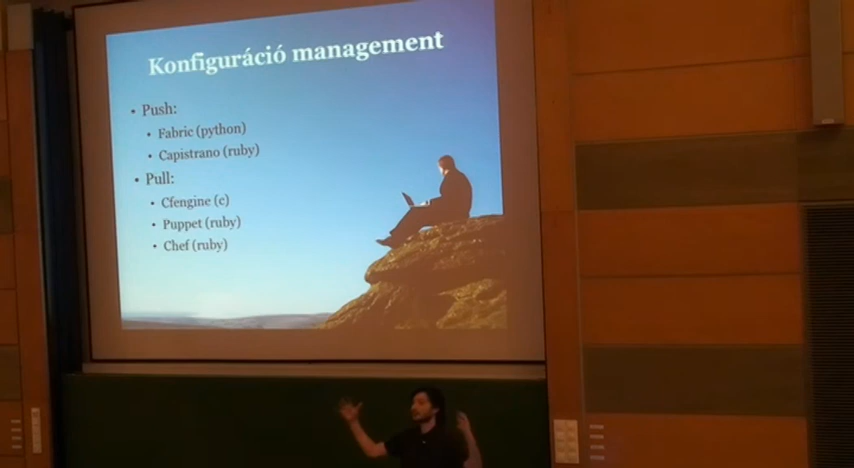 Konfiguráció management
• Push:
• Fabric (python)
• Capistrano (ruby)
• Pull:
• Cfengine (c)
• Puppet (ruby)
• Chef (ruby)